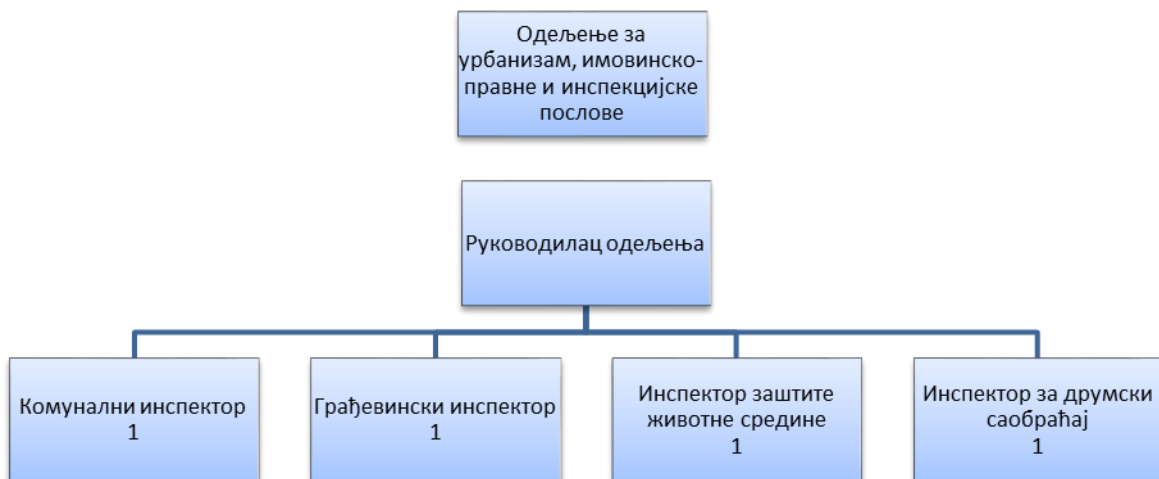 Одељење за
урбанизам, имовинско-
правне и инспекцијске
послове
Руководилац одељења
Комунални инспектор
1
Грађевински инспектор
1
Инспектор заштите
животне средине
1
Инспектор за друмски
саобраћај
1